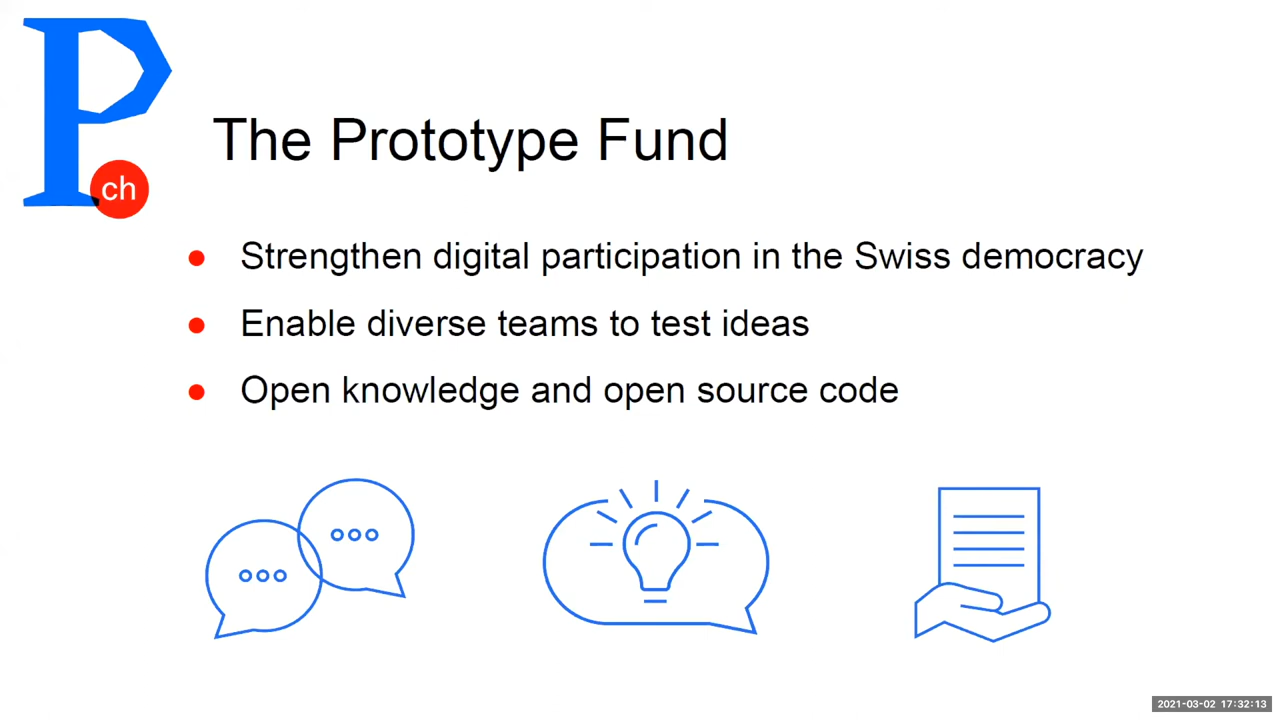 P
ch
The Prototype Fund
Strengthen digital participation in the Swiss democracy
Enable diverse teams to test ideas
Open knowledge and open source code
2021-03-02 17:32:13